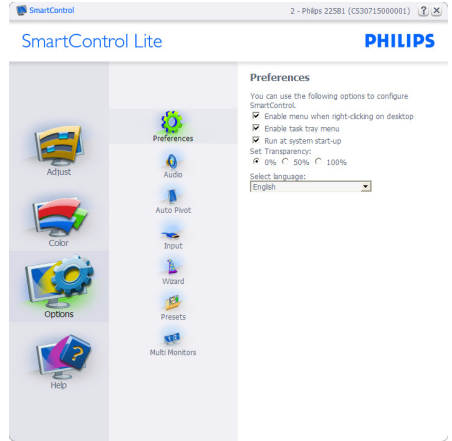 SmartControl
2 - Philips 225B1 (CS30715000001)
SmartControl Lite
PHILIPS
Adjust
Color
Options
Help
Preferences
Audio
Auto Pivot
Input
Wizard
Presets
Multi Monitors
Preferences
You can use the following options to configure
SmartControl.
Enable menu when right-clicking on desktop
Enable task tray menu
Run at system start-up
Set Transparency:
0% 50% 100%
Select language:
English